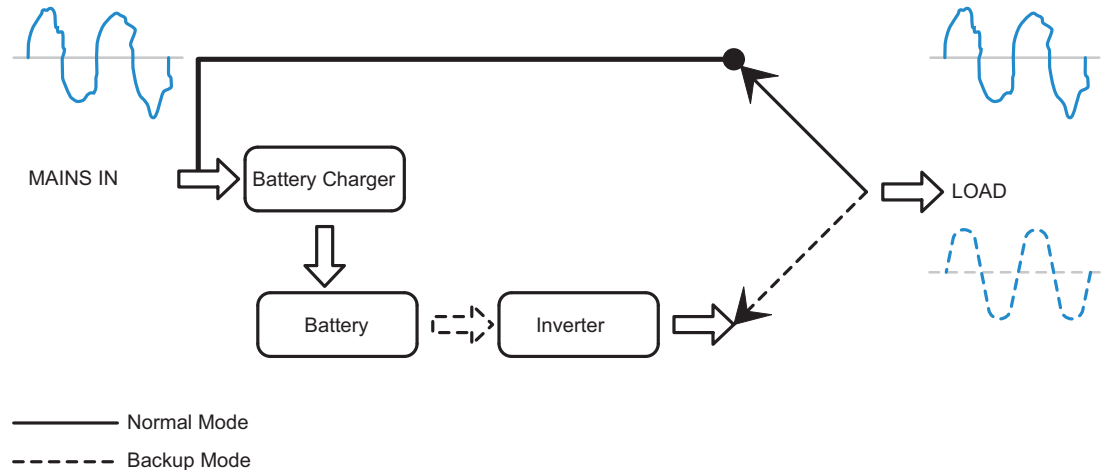 MAINS IN
Battery Charger
LOAD
Battery
Inverter
Normal Mode
Backup Mode